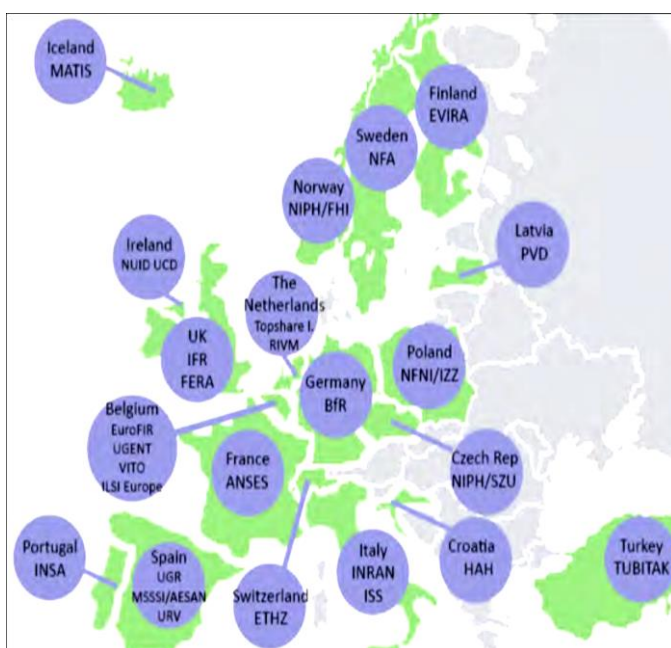 Iceland
MATIS
Finland
EVIRA
Sweden
NFA
Norway
NIPH/FHI
Latvia
PVD
Ireland
NUID UCD
The
Netherlands
Topshare I.
RIVM
UK
IFR
FERA
Poland
NFNI/IZZ
Germany
BfR
Belgium
EuroFIR
UGENT
VITO
ILSI Europe
France
ANSES
Czech Rep
NIPH/SZU
Portugal
INSA
Spain
UGR
MSSSI/AESAN
URV
Switzerland
ETHZ
Italy
INRAN
ISS
Croatia
HAH
Turkey
TUBITAK